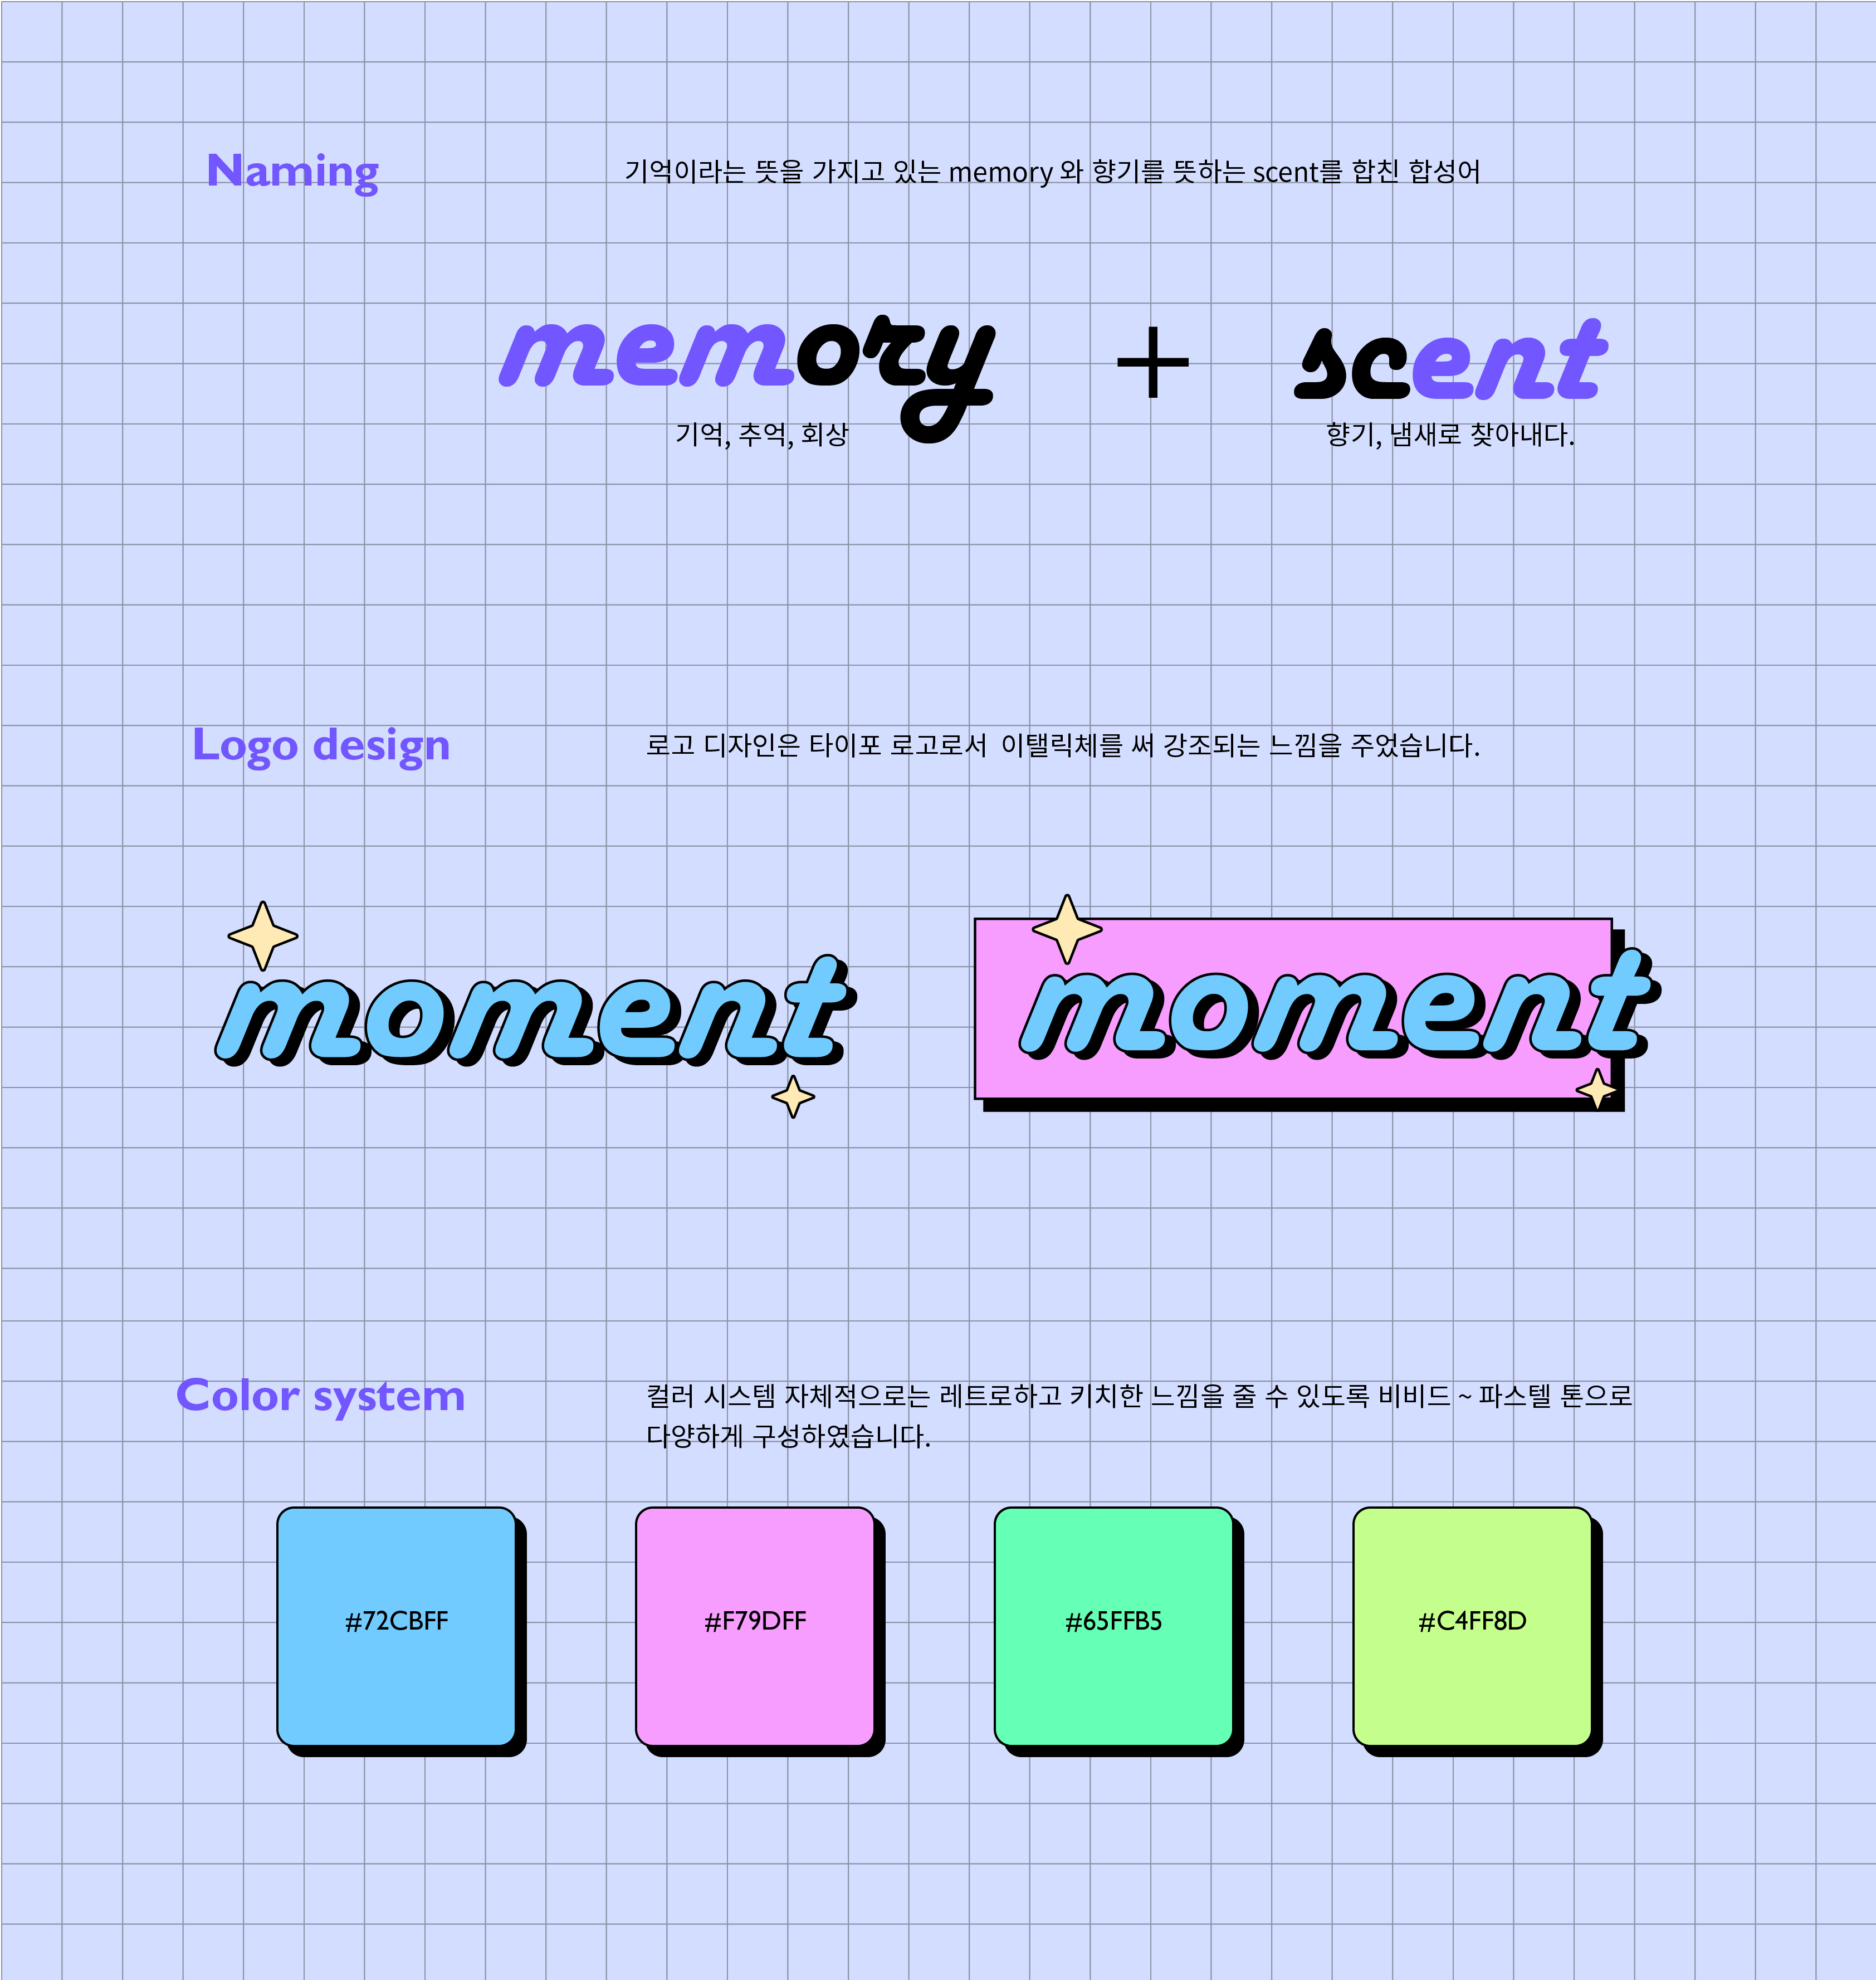 Naming
기억이라는 뜻을 가지고 있는 memory 와 향기를 뜻하는 scent를 합친 합성어
memory + scent
기억, 추억, 회상
향기, 냄새로 찾아내다.
Logo design
로고 디자인은 타이포 로고로서 이탤릭체를 써 강조되는 느낌을 주었습니다.
moment
moment
Color system
컬러 시스템 자체적으로는 레트로하고 키치한 느낌을 줄 수 있도록 비비드 ~ 파스텔 톤으로
다양하게 구성하였습니다.
#72CBFF
#F79DFF
#65FFB5
#C4FF8D